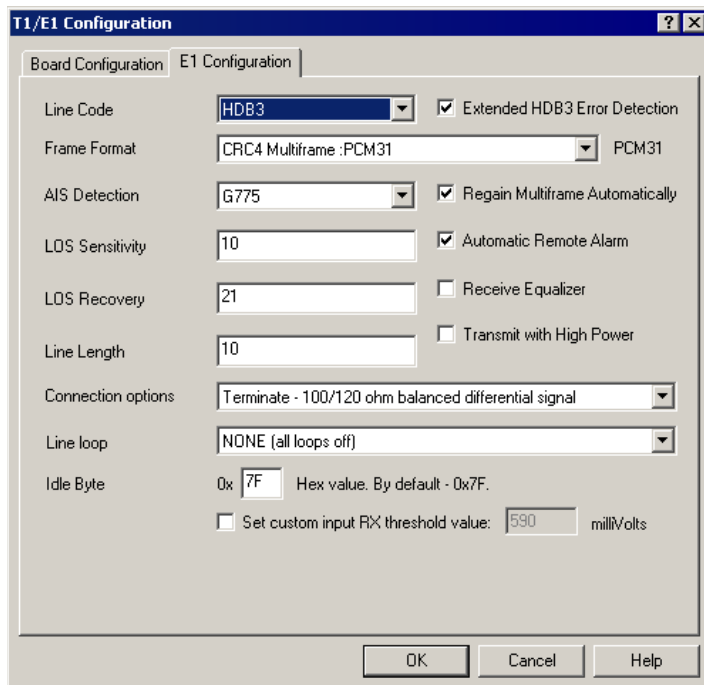 T1/E1 Configuration
Board Configuration E1 Configuration
Line Code HDB3 Extended HDB3 Error Detection
Frame Format CRC4 Multiframe :PCM31 PCM31
AIS Detection G775 Regain Multiframe Automatically
LOS Sensitivity 10 Automatic Remote Alarm
LOS Recovery 21 Receive Equalizer
Line Length 10 Transmit with High Power
Connection options Terminate - 100/120 ohm balanced differential signal
Line loop NONE (all loops off)
Idle Byte 0x 7F Hex value. By default - 0x7F.
Set custom input RX threshold value: 590 milliVolts
OK Cancel Help